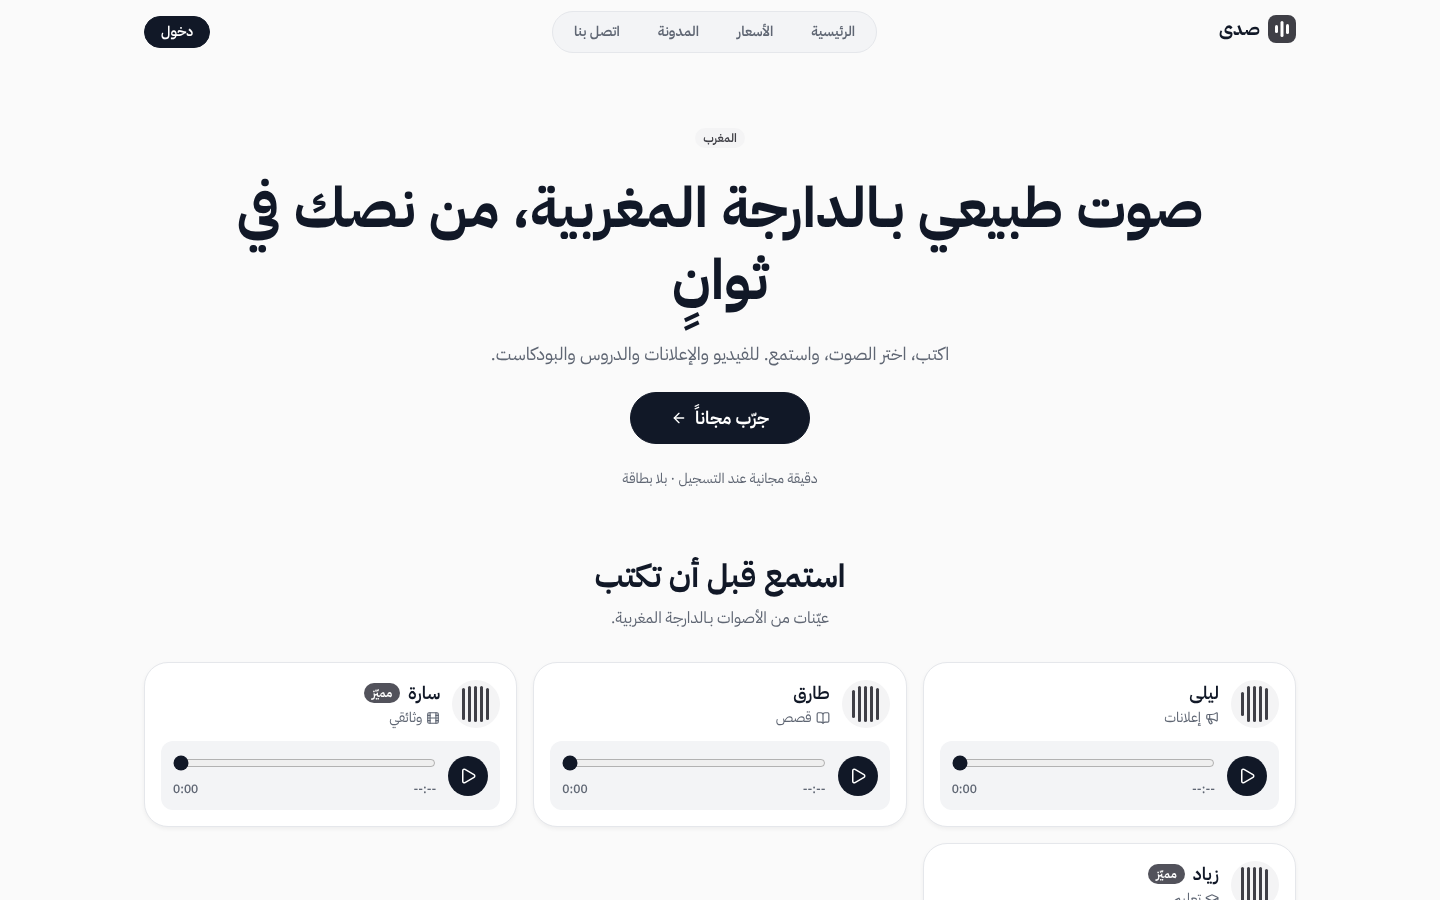 صدى
الرئيسية
الأسعار
المدونة
اتصل بنا
دخول
المغرب
صوت طبيعي بالدارجة المغربية، من نصك في
ثوانٍ
اكتب، اختر الصوت، واستمع. للفيديو والإعلانات والدروس والبودكاست.
جرّب مجاناً ←
دقيقة مجانية عند التسجيل · بلا بطاقة
استمع قبل أن تكتب
عيّنات من الأصوات بالدارجة المغربية.
ليلى
إعلانات
0:00 --:--
طارق
قصص
0:00 --:--
سارة مميّز
وثائقي
0:00 --:--
زياد مميّز